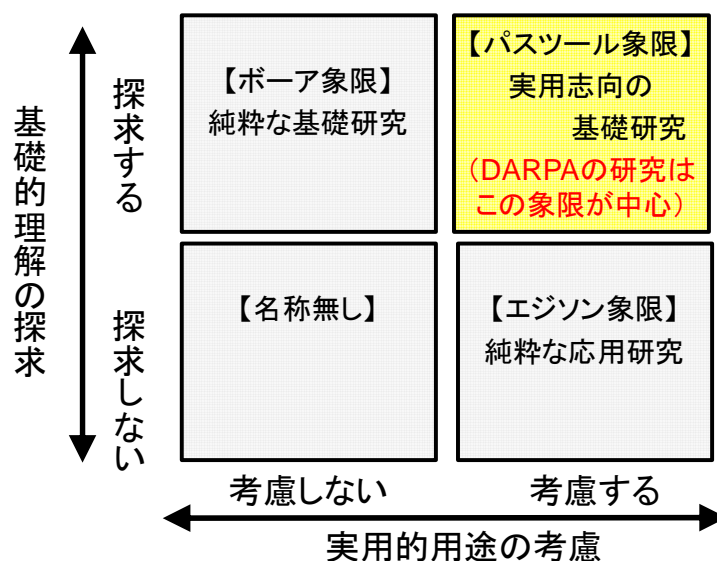 基礎的理解の探求
探求する
探求しない
【ボーア象限】
純粋な基礎研究
【パスツール象限】
実用志向の
基礎研究
（DARPAの研究は
この象限が中心）
【名称無し】
【エジソン象限】
純粋な応用研究
考慮しない
考慮する
実用的用途の考慮